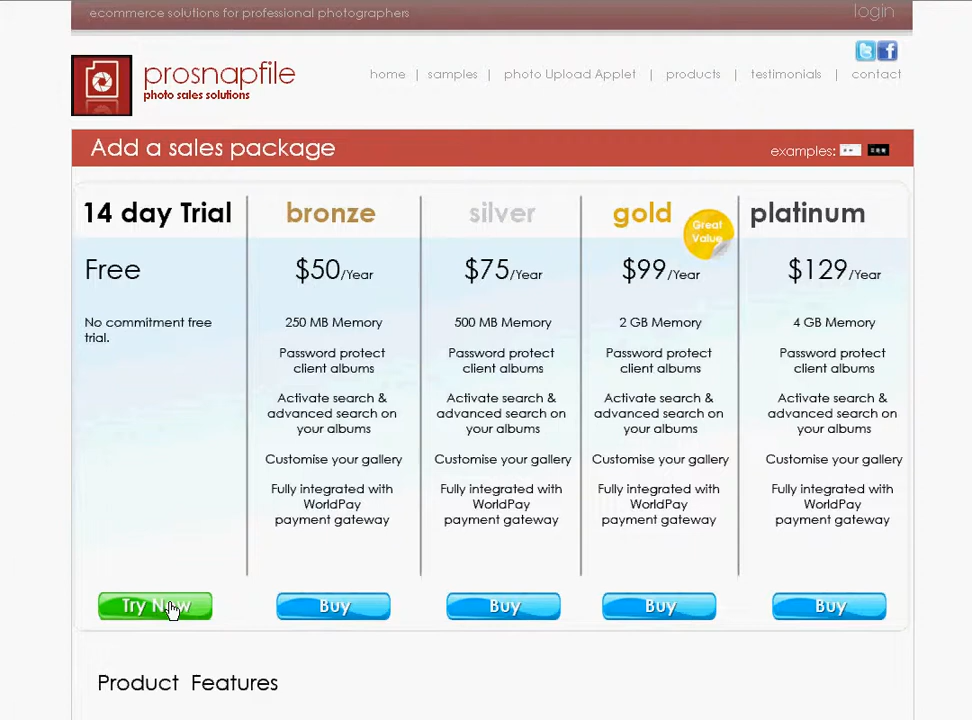 ecommerce solutions for professional photographers
login
prosnapfile
photo sales solutions
home | samples | photo Upload Applet | products | testimonials | contact
Add a sales package
examples:
14 day Trial
bronze
silver
gold
Great
Value
platinum
Free
$50/Year
$75/Year
$99/Year
$129/Year
No commitment free
trial.
250 MB Memory
Password protect
client albums
Activate search &
advanced search on
your albums
Customise your gallery
Fully integrated with
WorldPay
payment gateway
500 MB Memory
Password protect
client albums
Activate search &
advanced search on
your albums
Customise your gallery
Fully integrated with
WorldPay
payment gateway
2 GB Memory
Password protect
client albums
Activate search &
advanced search on
your albums
Customise your gallery
Fully integrated with
WorldPay
payment gateway
4 GB Memory
Password protect
client albums
Activate search &
advanced search on
your albums
Customise your gallery
Fully integrated with
WorldPay
payment gateway
Try Now
Buy
Buy
Buy
Buy
Product Features